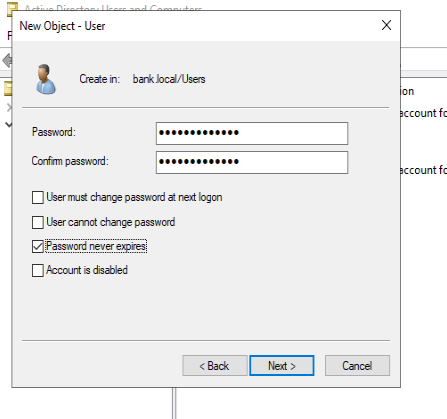 Active Directory Users and Computers
New Object - User
Create in: bank.local/Users
Password:
Confirm password:
User must change password at next logon
User cannot change password
Password never expires
Account is disabled
< Back
Next >
Cancel
account fo
account fo